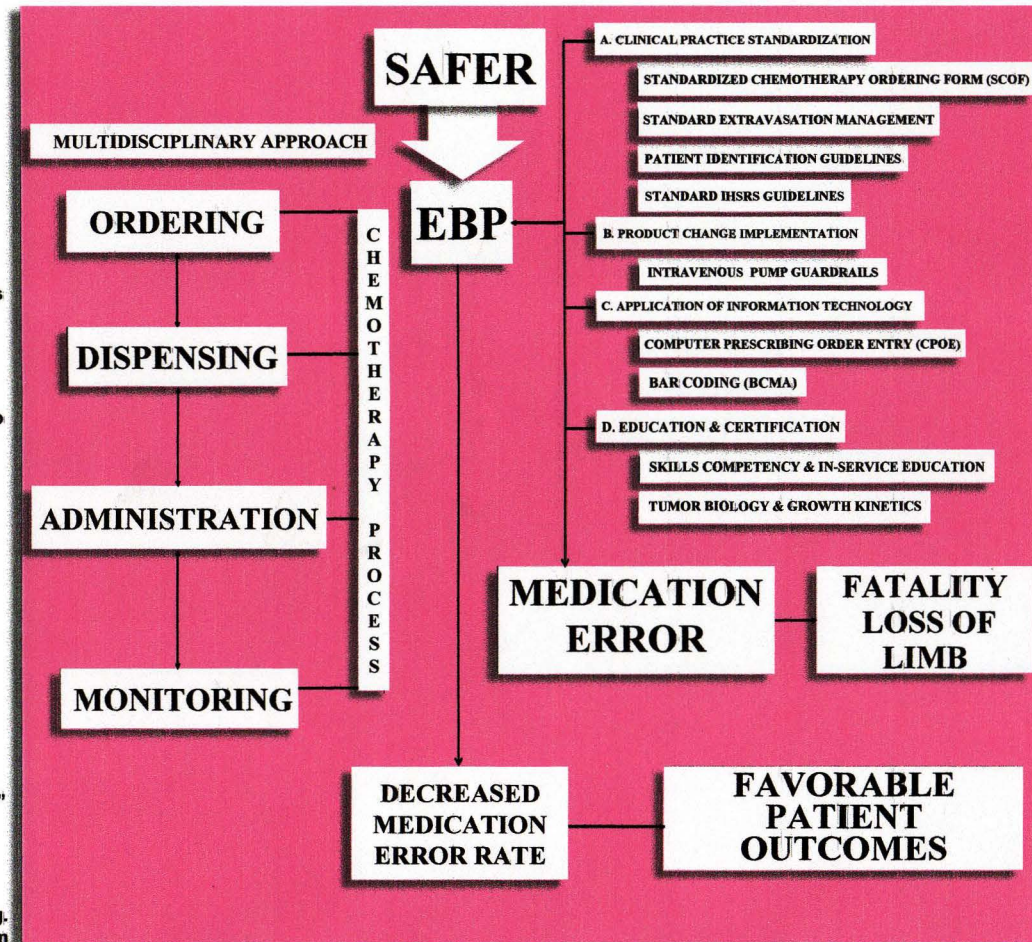 SAFER
MULTIDISCIPLINARY APPROACH
ORDERING
DISPENSING
ADMINISTRATION
MONITORING
CHEMOTHERAPY PROCESS
EBP
A. CLINICAL PRACTICE STANDARDIZATION
STANDARDIZED CHEMOTHERAPY ORDERING FORM (SCOF)
STANDARD EXTRAVASATION MANAGEMENT
PATIENT IDENTIFICATION GUIDELINES
STANDARD IHSRS GUIDELINES
B. PRODUCT CHANGE IMPLEMENTATION
INTRAVENOUS PUMP GUARDRAILS
C. APPLICATION OF INFORMATION TECHNOLOGY
COMPUTER PRESCRIBING ORDER ENTRY (CPOE)
BAR CODING (BCMA)
D. EDUCATION & CERTIFICATION
SKILLS COMPETENCY & IN-SERVICE EDUCATION
TUMOR BIOLOGY & GROWTH KINETICS
MEDICATION
ERROR
FATALITY
LOSS OF
LIMB
DECREASED
MEDICATION
ERROR RATE
FAVORABLE
PATIENT
OUTCOMES